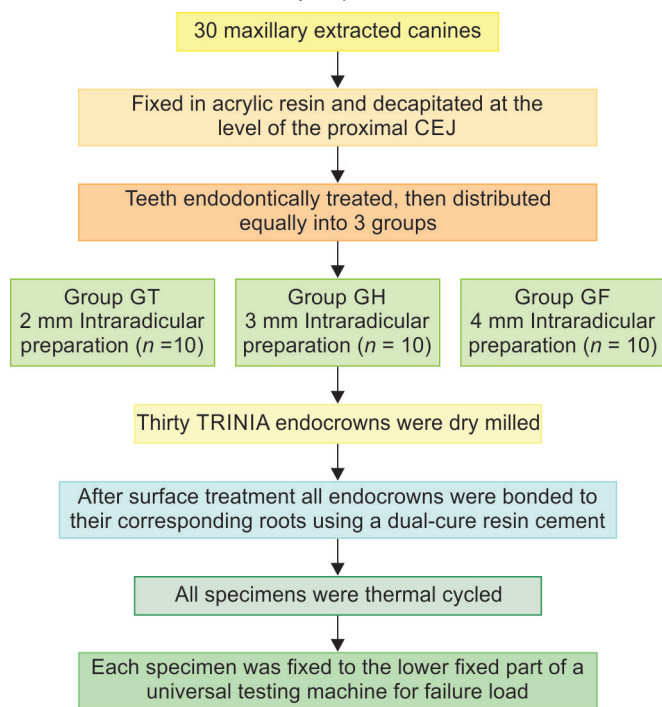 30 maxillary extracted canines
Fixed in acrylic resin and decapitated at the
level of the proximal CEJ
Teeth endodontically treated, then distributed
equally into 3 groups
Group GT
2 mm Intraradicular
preparation (n =10)
Group GH
3 mm Intraradicular
preparation (n = 10)
Group GF
4 mm Intraradicular
preparation (n = 10)
Thirty TRINIA endocrowns were dry milled
After surface treatment all endocrowns were bonded to
their corresponding roots using a dual-cure resin cement
All specimens were thermal cycled
Each specimen was fixed to the lower fixed part of a
universal testing machine for failure load